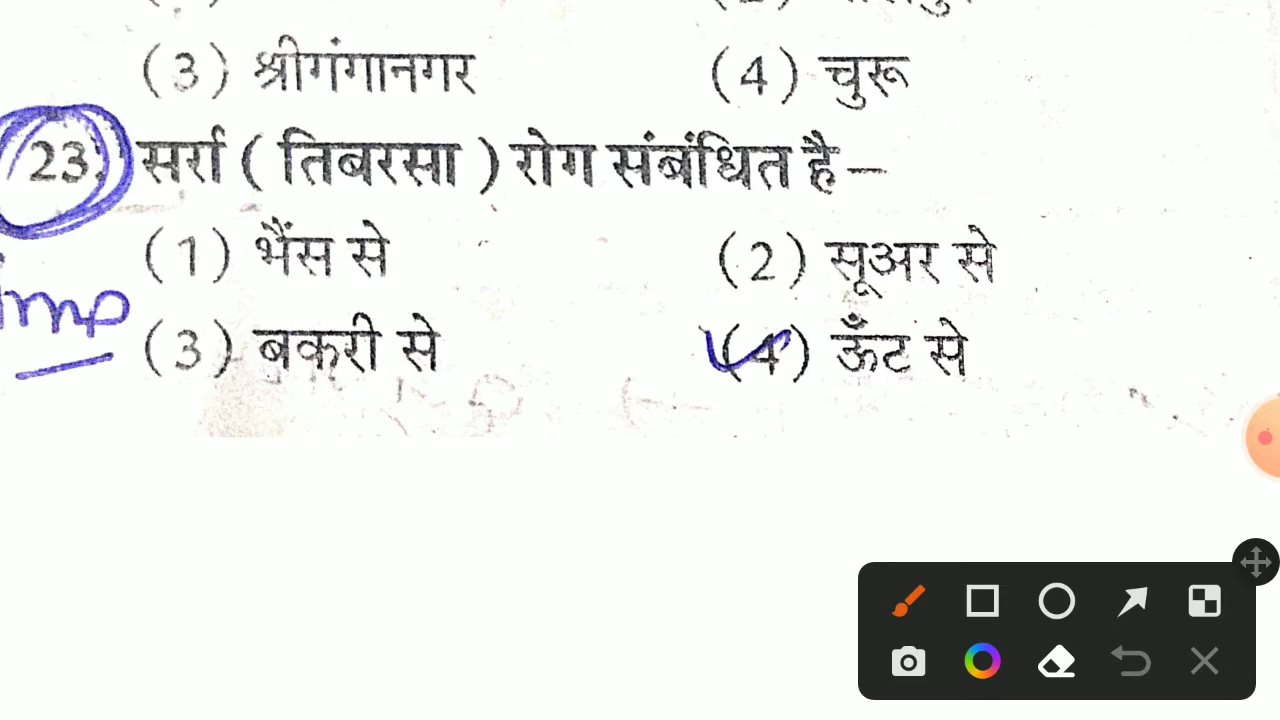 (3) श्रीगंगानगर (4) चुरू
23. सर्रा ( तिबरसा ) रोग संबंधित है –
(1) भैंस से (2) सूअर से
Imp
(3) बकरी से (4) ऊँट से